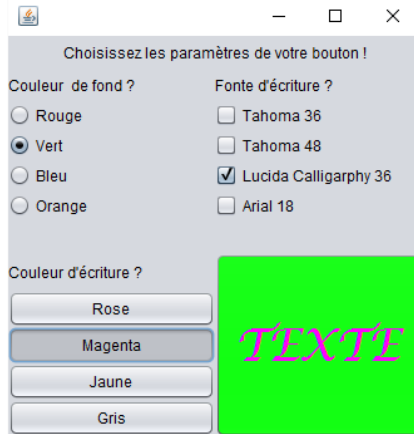 Choisissez les paramètres de votre bouton !
Couleur de fond ? Fonte d'écriture ?
Rouge Tahoma 36
Vert Tahoma 48
Bleu Lucida Calligarphy 36
Orange Arial 18
Couleur d'écriture ?
Rose
Magenta
Jaune
Gris
TEXTE